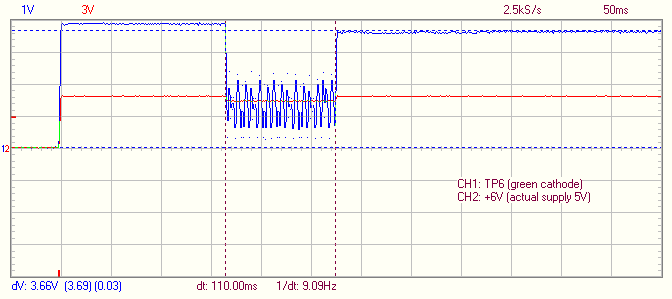 1V 3V 2.5kS/s 50ms
12
CH1: TP6 (green cathode)
CH2: +6V (actual supply 5V)
dV: 3.66V (3.69) (0.03) dt: 110.00ms 1/dt: 9.09Hz